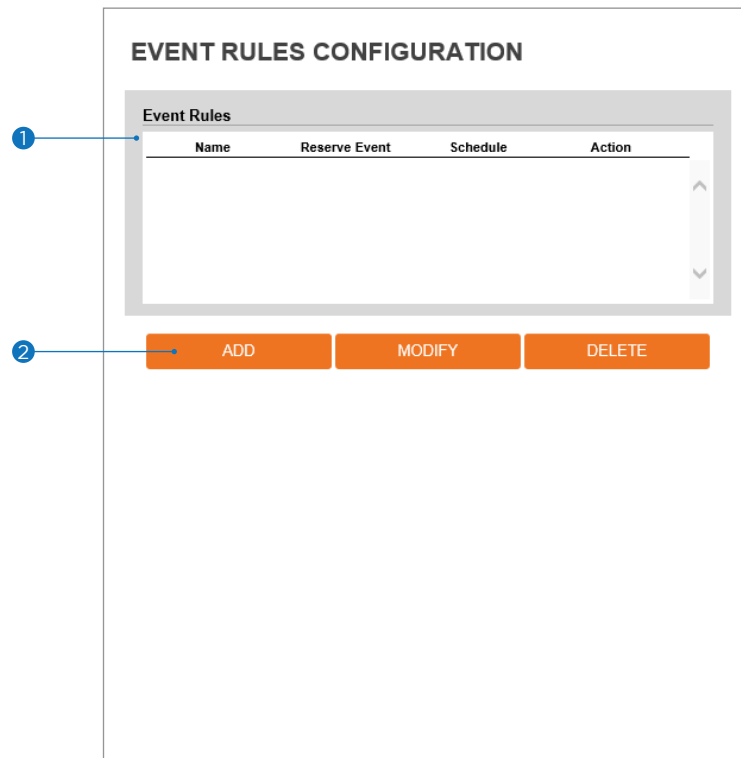 EVENT RULES CONFIGURATION
Event Rules
1
Name Reserve Event Schedule Action
2
ADD MODIFY DELETE